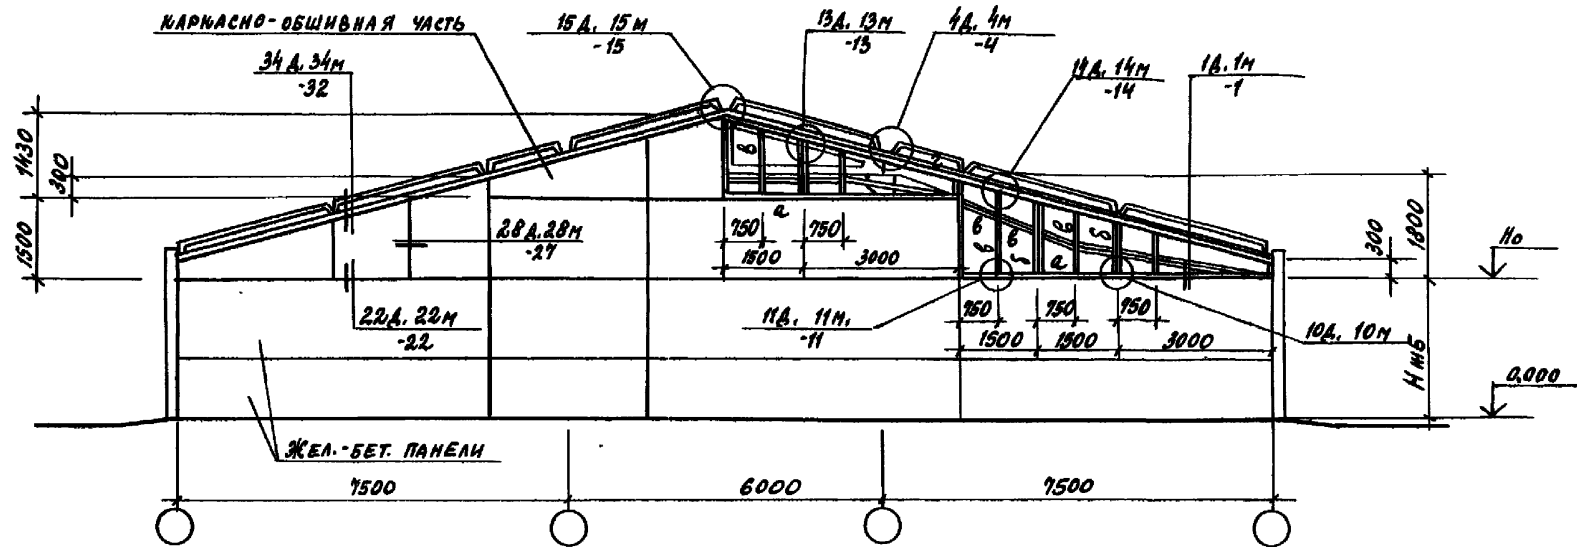 КАРКАСНО-ОБШИВНАЯ ЧАСТЬ
15Д. 15М
-15
13Д. 13М
-13
4Д. 4М
-4
34Д. 34М
-32
14Д. 14М
-14
1Д. 1М
-1
1430
300
1500
в
г
а
750
750
1500
3000
28Д. 28М
-27
в
в
в
в
б
б
а
300
1800
Но
22Д. 22М
-22
11Д. 11М.
-11
750
750
750
1500
1500
3000
10Д. 10М
Нжб
0,000
ЖЕЛ.-БЕТ. ПАНЕЛИ
7500
6000
7500